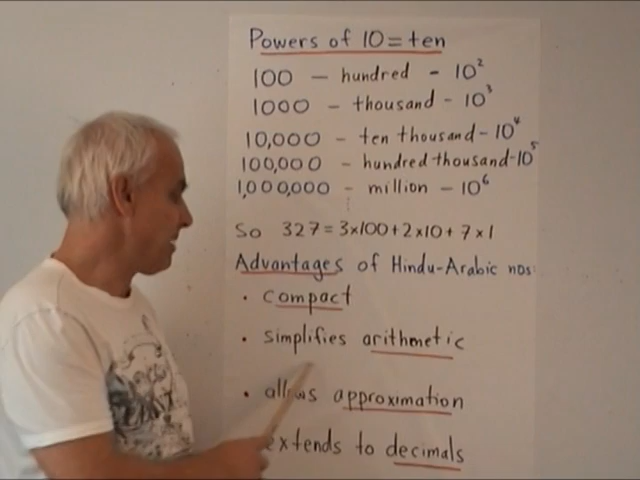 Powers of 10 = ten
100 — hundred - 10²
1000 - thousand - 10³
10,000 - ten thousand - 10⁴
100,000 - hundred thousand - 10⁵
1,000,000 - million - 10⁶
So 327 = 3×100 + 2×10 + 7×1
Advantages of Hindu-Arabic nos:
• compact
• simplifies arithmetic
• allows approximation
extends to decimals